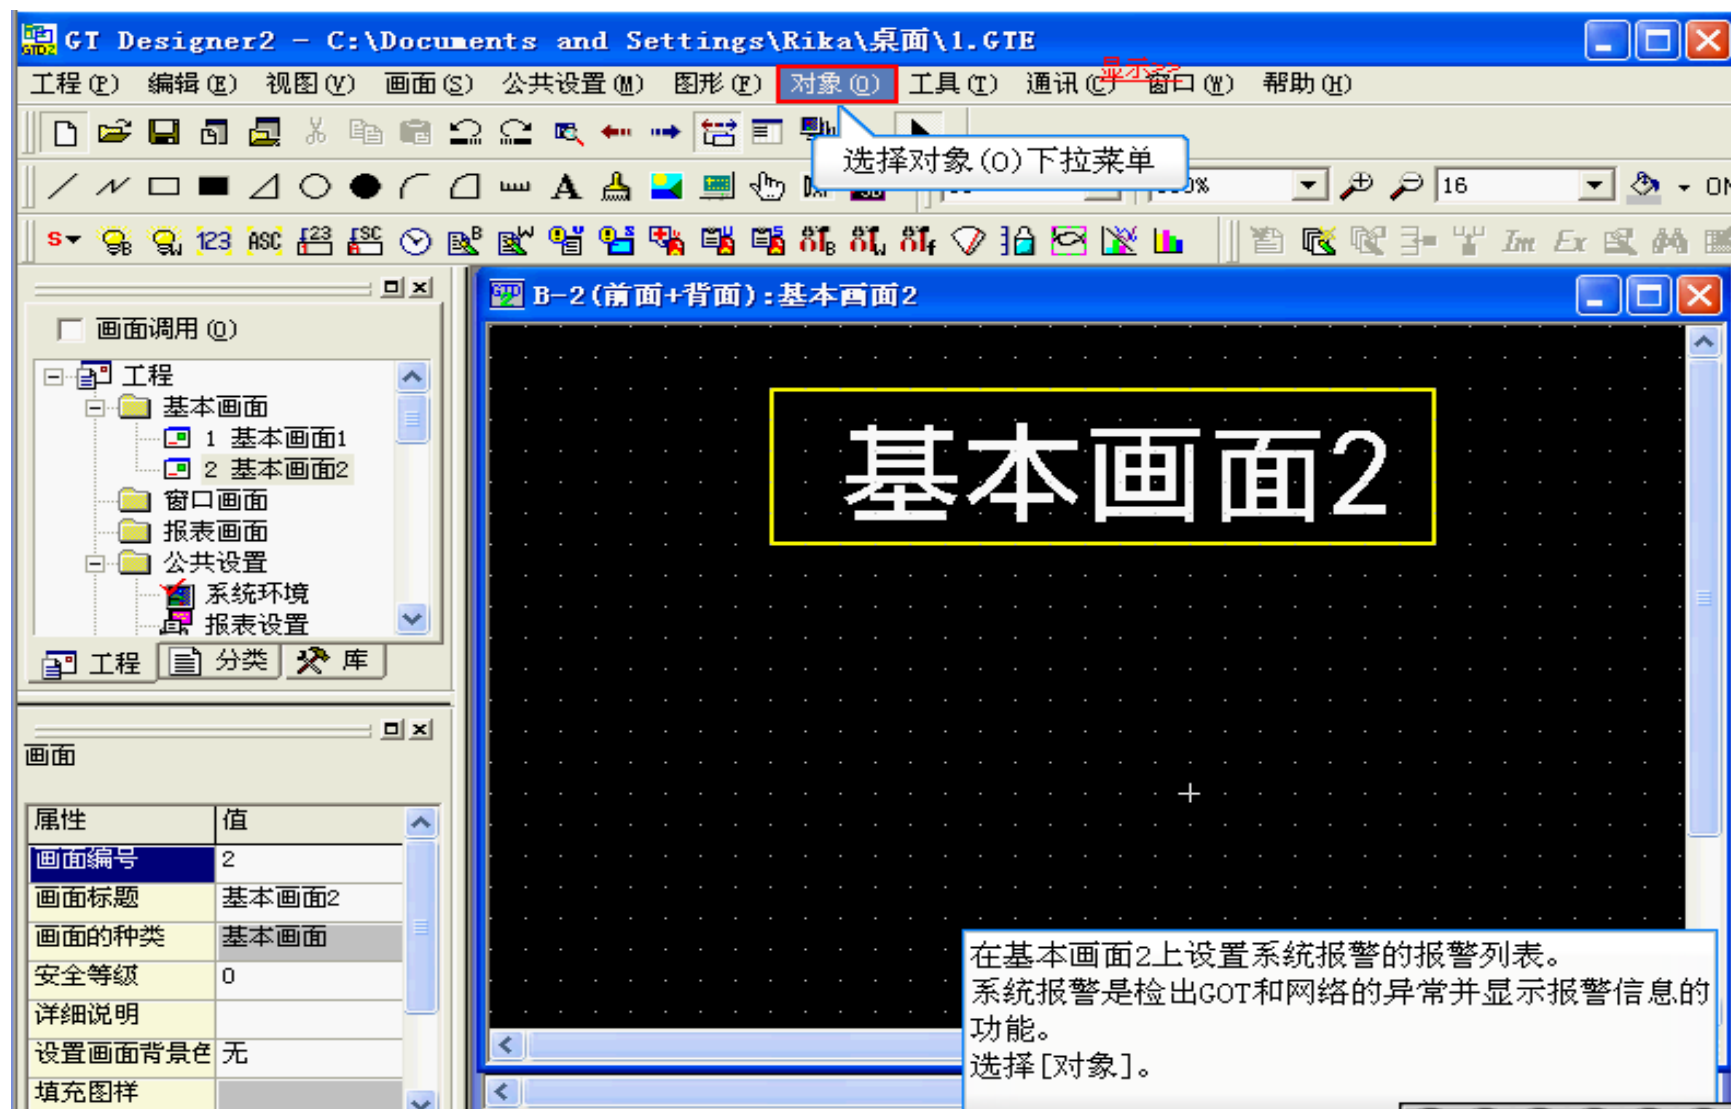 GT Designer2 - C:\Documents and Settings\Rika\桌面\1.GTE
工程(P) 编辑(E) 视图(V) 画面(S) 公共设置(M) 图形(F) 对象(O) 工具(T) 通讯(C) 窗口(W) 帮助(H)
显示>>
选择对象(O)下拉菜单
16
B-2(前面+背面):基本画面2
画面调用(Q)
工程
基本画面
1 基本画面1
2 基本画面2
窗口画面
报表画面
公共设置
系统环境
报表设置
工程 分类 库
基本画面2
画面
属性 值
画面编号 2
画面标题 基本画面2
画面的种类 基本画面
安全等级 0
详细说明
设置画面背景色 无
填充图样
在基本画面2上设置系统报警的报警列表。
系统报警是检出GOT和网络的异常并显示报警信息的
功能。
选择[对象]。